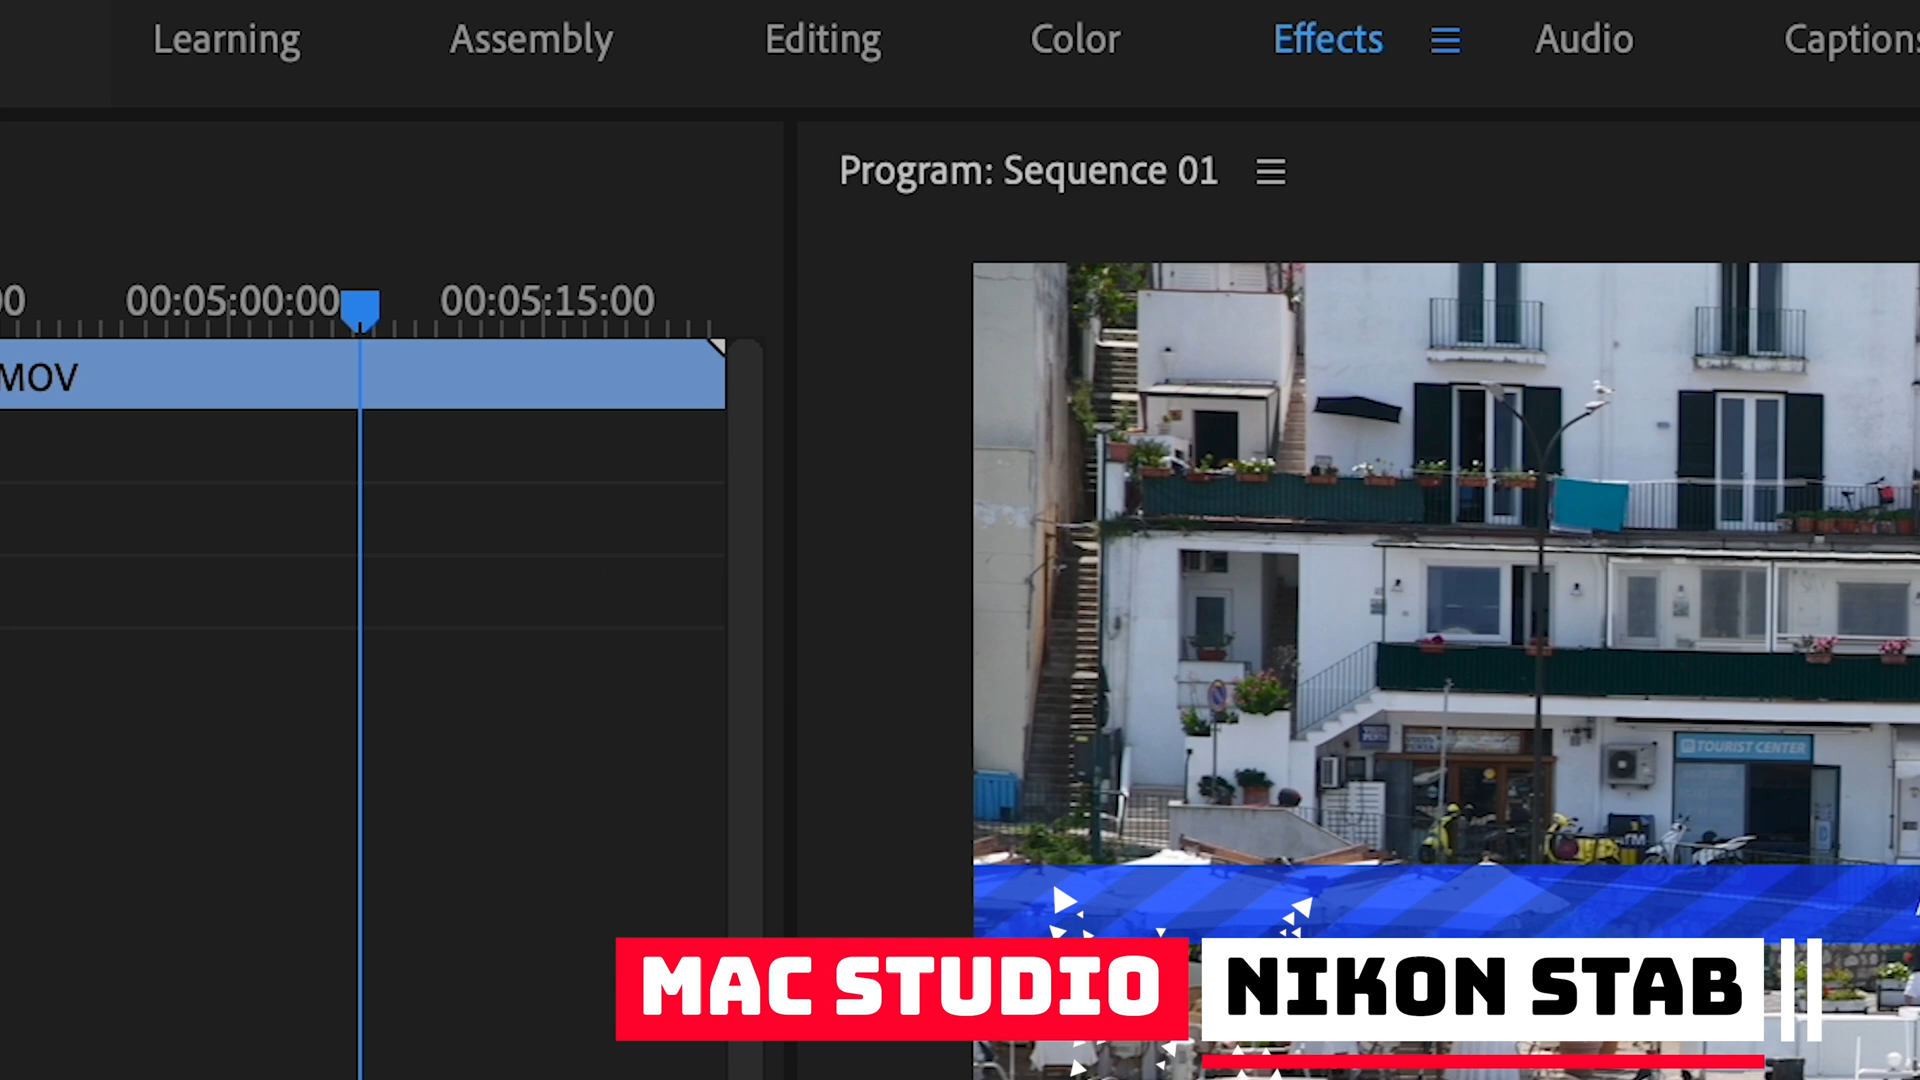 Learning Assembly Editing Color Effects Audio Captions
Program: Sequence 01
00 00:05:00:00 00:05:15:00
MOV
TOURIST CENTER
MAC STUDIO NIKON STAB